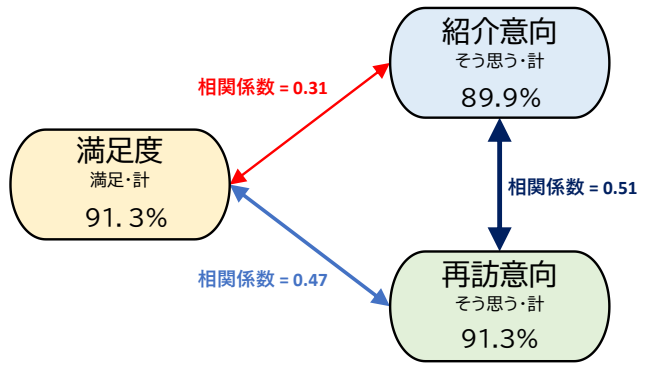 紹介意向
そう思う・計
89.9%
相関係数 = 0.31
満足度
満足・計
91.3%
相関係数 = 0.51
相関係数 = 0.47
再訪意向
そう思う・計
91.3%